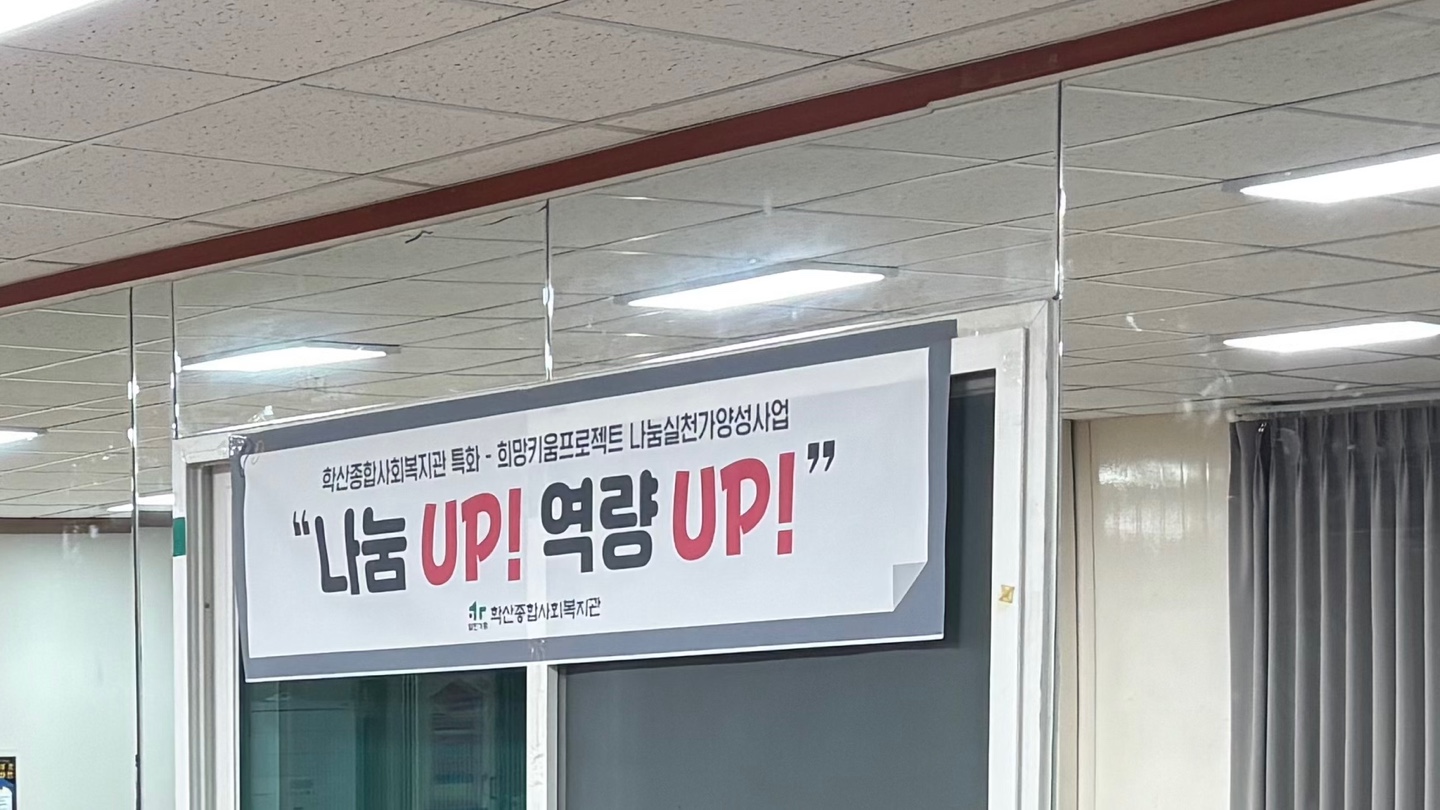 학산종합사회복지관 특화 - 희망키움프로젝트 나눔실천가양성사업
“나눔 UP! 역량 UP!”
학산종합사회복지관